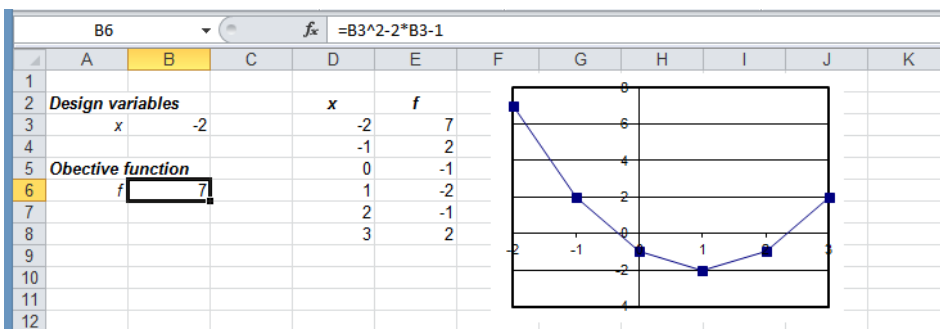 B6 fx =B3^2-2*B3-1
A B C D E F G H I J K
1
2 Design variables x f
3 x -2 -2 7
4 -1 2
5 Obective function 0 -1
6 f 7 1 -2
7 2 -1
8 3 2
9
10
11
12
8
6
4
2
0
-2
-4
-2 -1 0 1 2 3